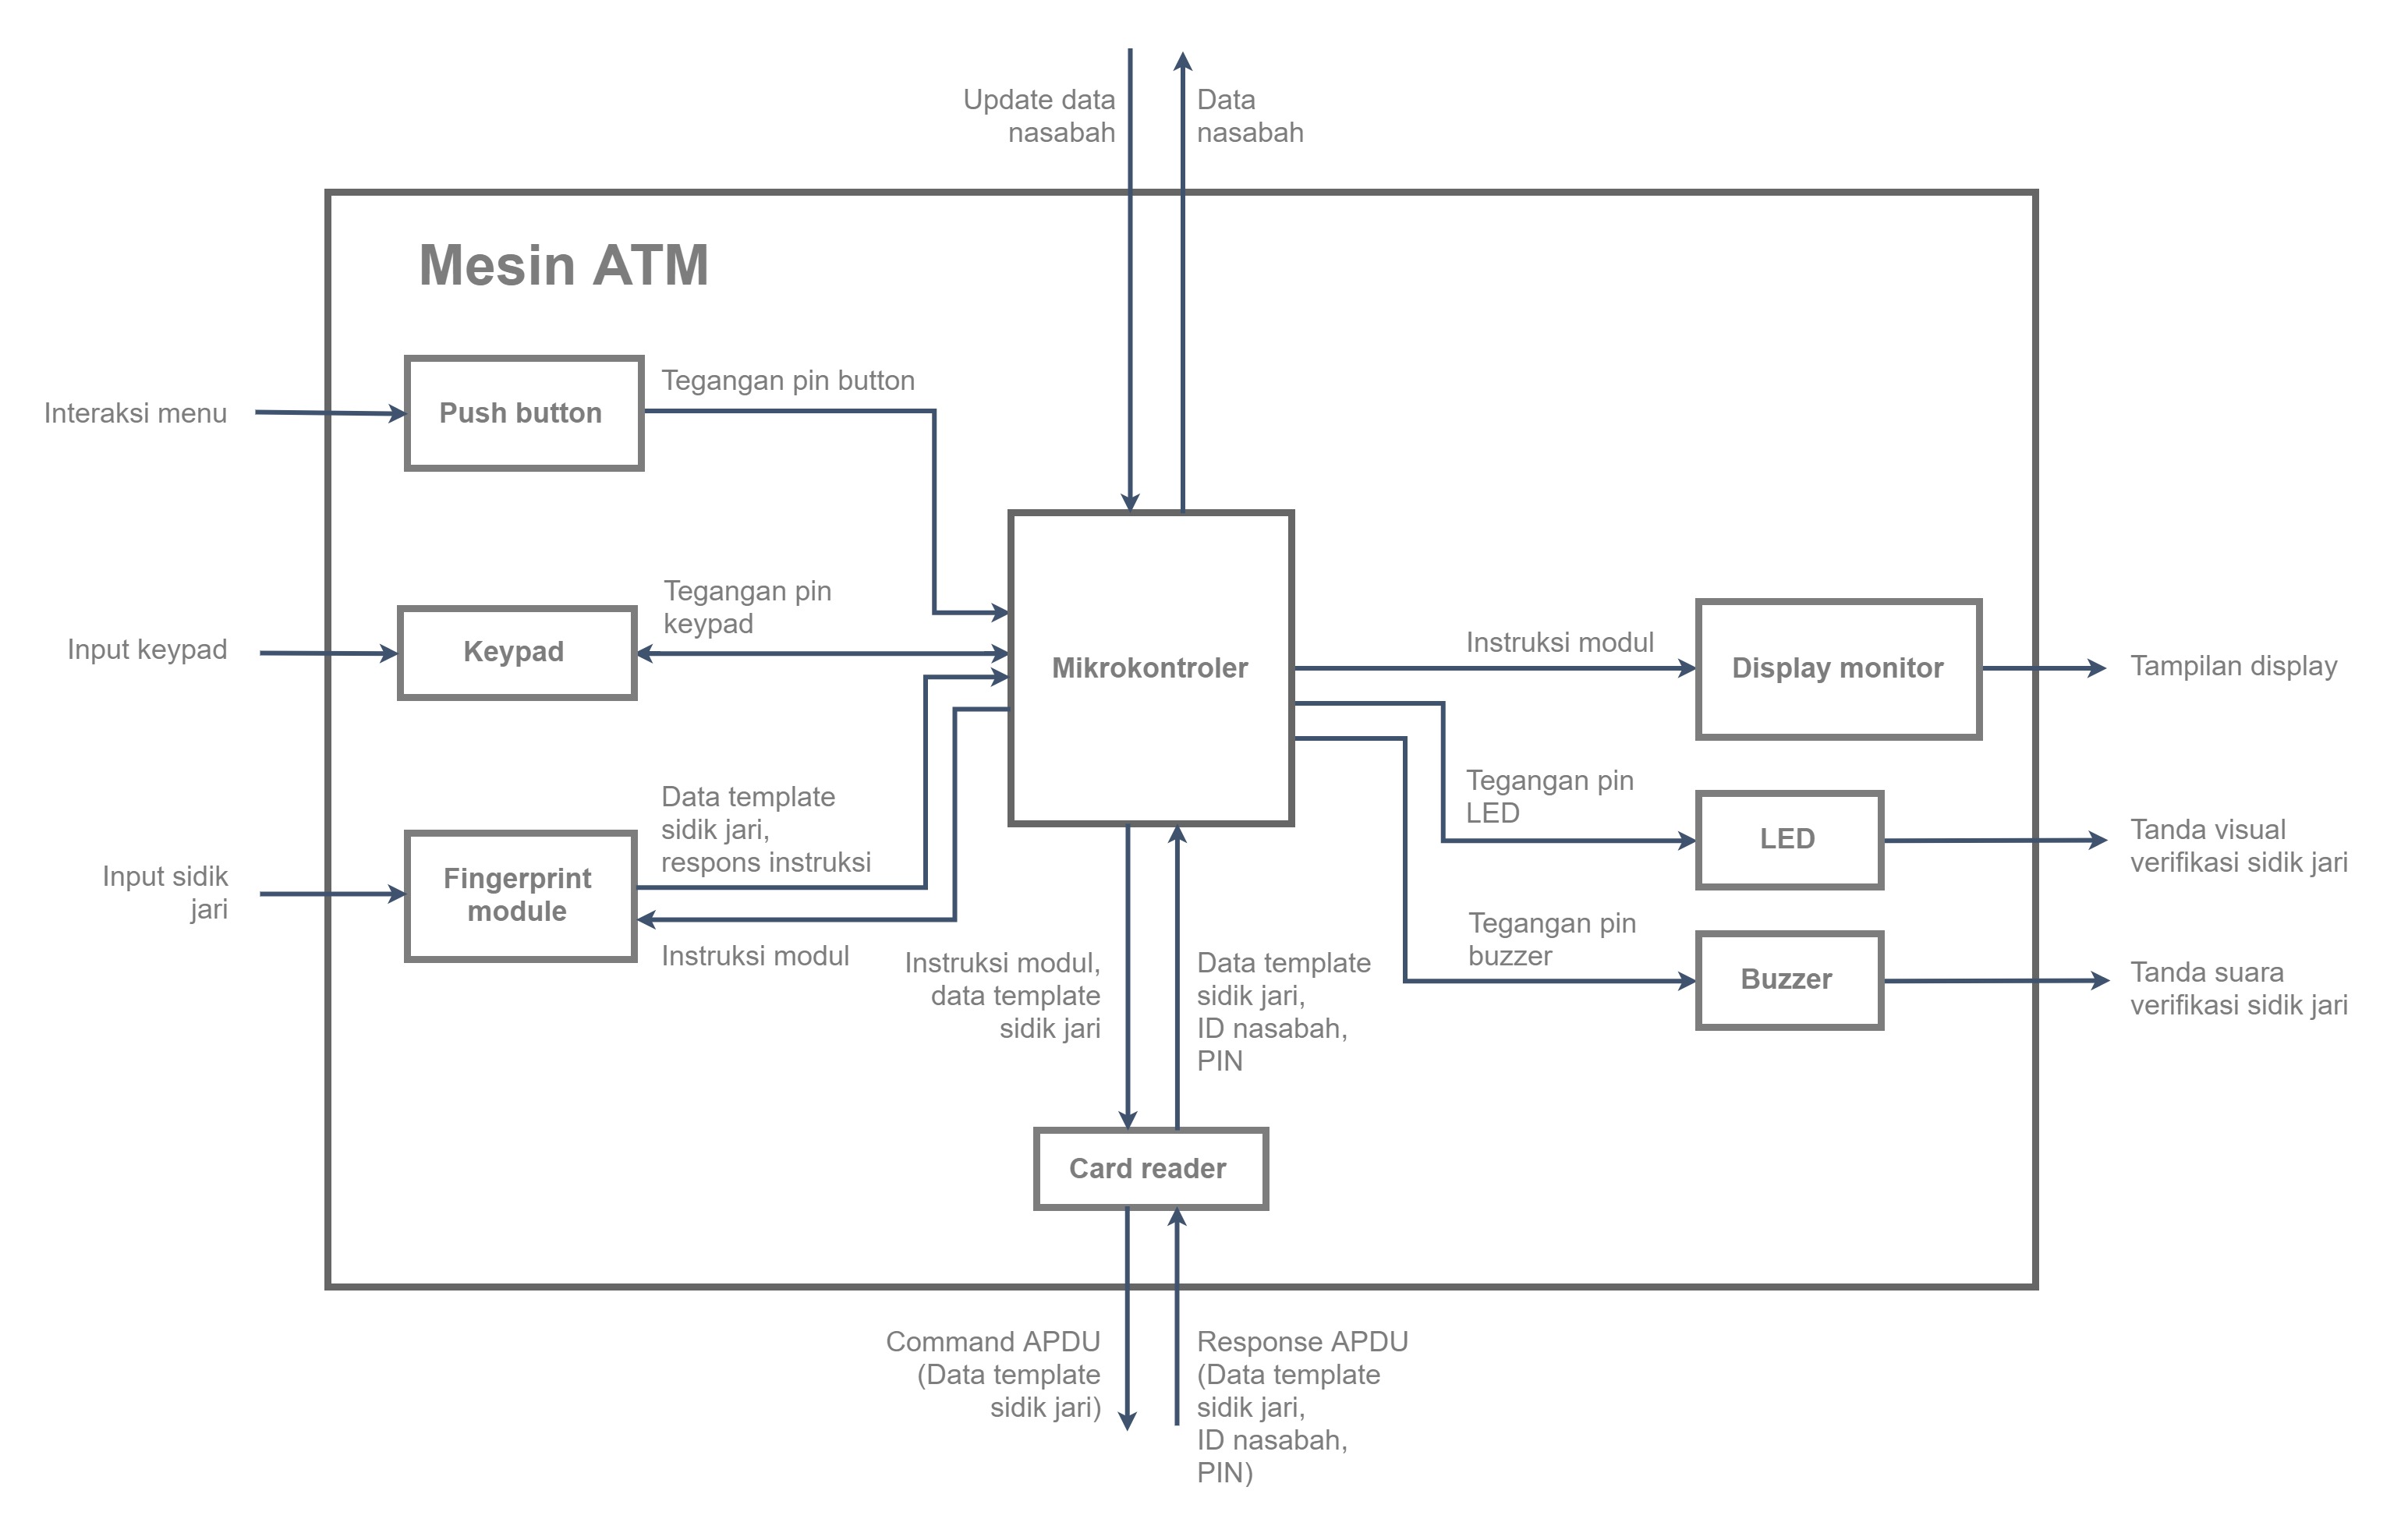 Update data
nasabah
Data
nasabah
Mesin ATM
Interaksi menu
Push button
Tegangan pin button
Input keypad
Keypad
Tegangan pin
keypad
Mikrokontroler
Instruksi modul
Display monitor
Tampilan display
Input sidik
jari
Fingerprint
module
Data template
sidik jari,
respons instruksi
Instruksi modul
Tegangan pin
LED
LED
Tanda visual
verifikasi sidik jari
Tegangan pin
buzzer
Buzzer
Tanda suara
verifikasi sidik jari
Instruksi modul,
data template
sidik jari
Data template
sidik jari,
ID nasabah,
PIN
Card reader
Command APDU
(Data template
sidik jari)
Response APDU
(Data template
sidik jari,
ID nasabah,
PIN)